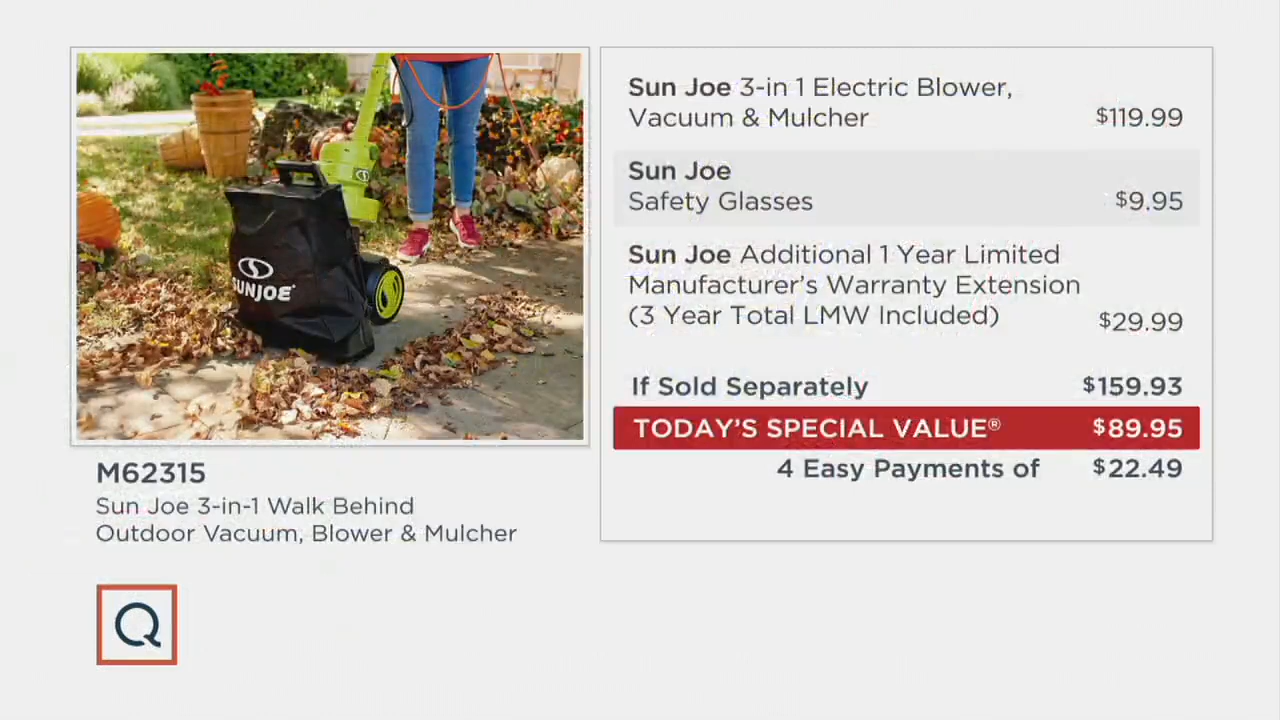 SUNJOE®
M62315
Sun Joe 3-in-1 Walk Behind
Outdoor Vacuum, Blower & Mulcher
Q
Sun Joe 3-in 1 Electric Blower,
Vacuum & Mulcher $119.99
Sun Joe
Safety Glasses $9.95
Sun Joe Additional 1 Year Limited
Manufacturer's Warranty Extension
(3 Year Total LMW Included) $29.99
If Sold Separately $159.93
TODAY'S SPECIAL VALUE® $89.95
4 Easy Payments of $22.49